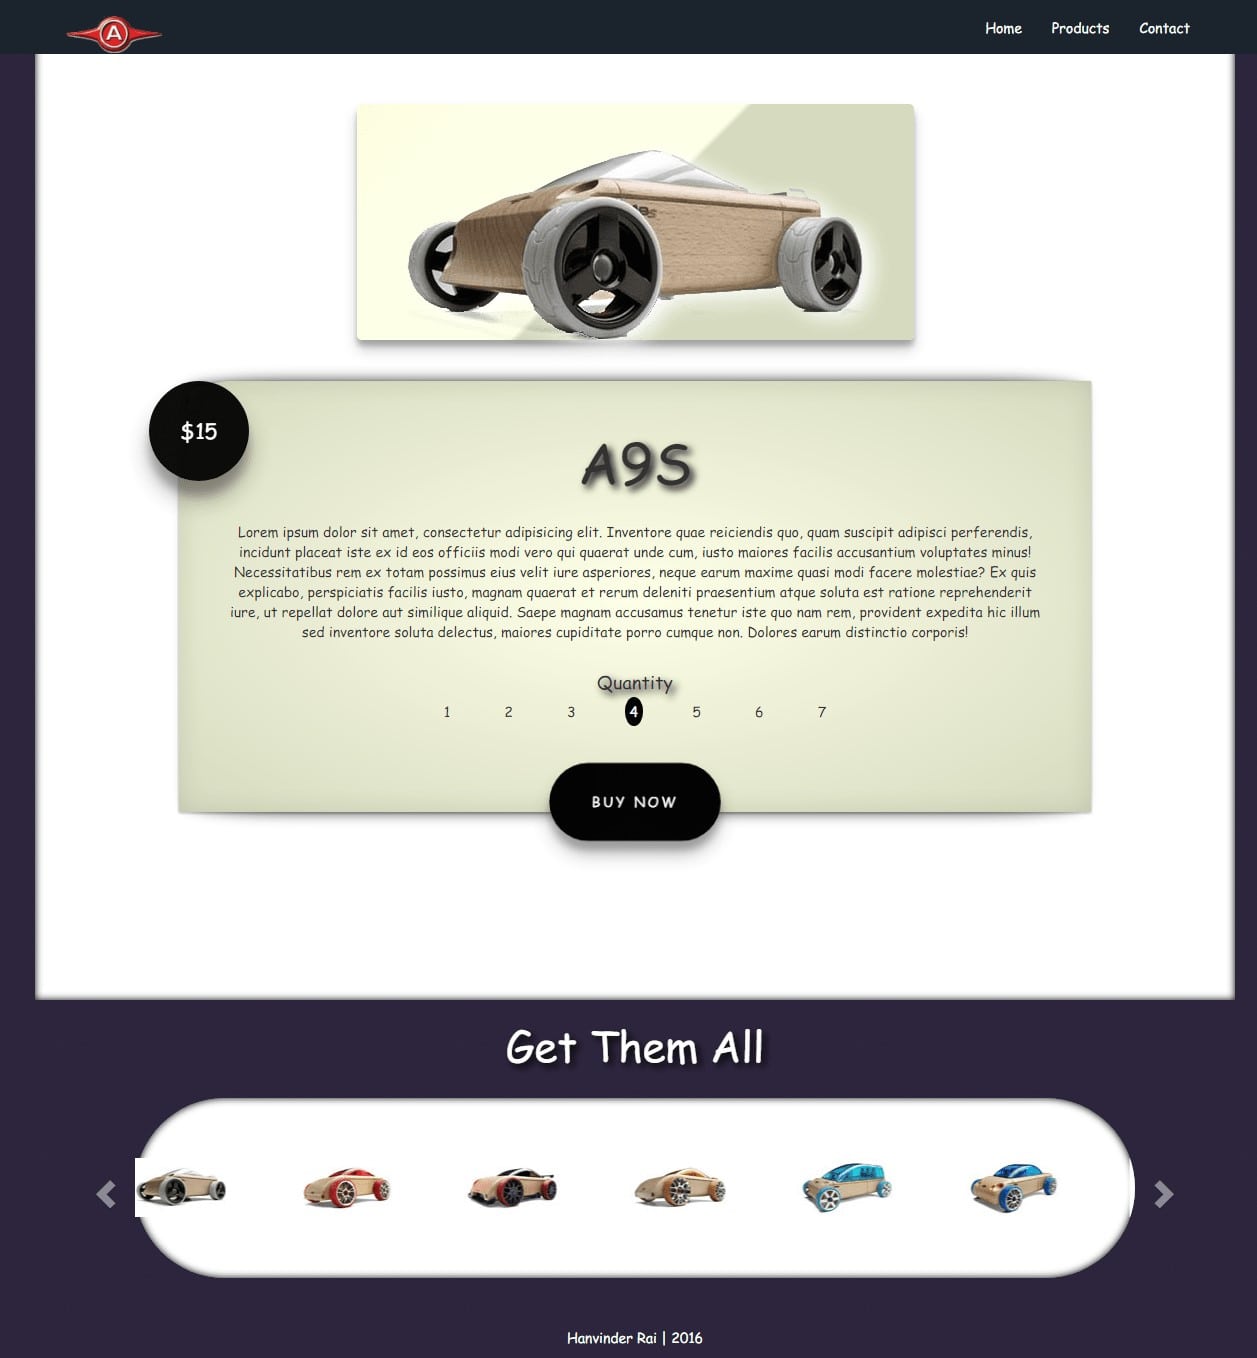 A
Home Products Contact
$15
A9S
Lorem ipsum dolor sit amet, consectetur adipisicing elit. Inventore quae reiciendis quo, quam suscipit adipisci perferendis,
incidunt placeat iste ex id eos officiis modi vero qui quaerat unde cum, iusto maiores facilis accusantium voluptates minus!
Necessitatibus rem ex totam possimus eius velit iure asperiores, neque earum maxime quasi modi facere molestiae? Ex quis
explicabo, perspiciatis facilis iusto, magnam quaerat et rerum deleniti praesentium atque soluta est ratione reprehenderit
iure, ut repellat dolore aut similique aliquid. Saepe magnam accusamus tenetur iste quo nam rem, provident expedita hic illum
sed inventore soluta delectus, maiores cupiditate porro cumque non. Dolores earum distinctio corporis!
Quantity
1 2 3 4 5 6 7
BUY NOW
Get Them All
Hanvinder Rai | 2016